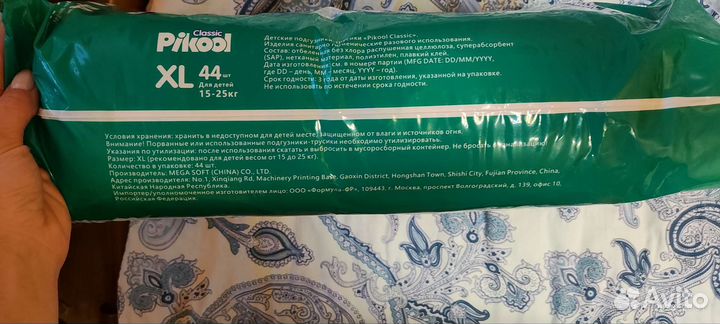 Classic
Pikool
XL 44 шт
Для детей
15-25кг
Детские подгузники-трусики «Pikool Classic».
Изделия санитарно-гигиенические разового использования.
Состав: отбеленная без хлора распушенная целлюлоза, суперабсорбент
(SAP), нетканый материал, полиэтилен, плавкий клей.
Дата изготовления: см. в номере партии (MFG DATE: DD/MM/YYYY,
где DD – день, MM – месяц, YYYY – год).
Срок годности: 3 года от даты изготовления, указанной на упаковке.
Не использовать по истечении срока годности.
Условия хранения: хранить в недоступном для детей месте, защищенном от влаги и источников огня.
Внимание! Порванные или использованные подгузники-трусики необходимо утилизировать.
Указания по утилизации: после использования скатать и выбросить в мусоросборный контейнер. Не бросать в канализацию!
Размер: XL (рекомендовано для детей весом от 15 до 25 кг).
Количество в упаковке: 44 шт.
Производитель: MEGA SOFT (CHINA) CO., LTD.
Адрес производителя: No.1, Xinqiang Rd, Machinery Printing Base, Gaoxin District, Hongshan Town, Shishi City, Fujian Province, China,
Китайская Народная Республика.
Импортер/уполномоченное изготовителем лицо: ООО «Формула-ФР», 109443, г. Москва, проспект Волгоградский, д. 139, офис 10,
Российская Федерация.
Avito